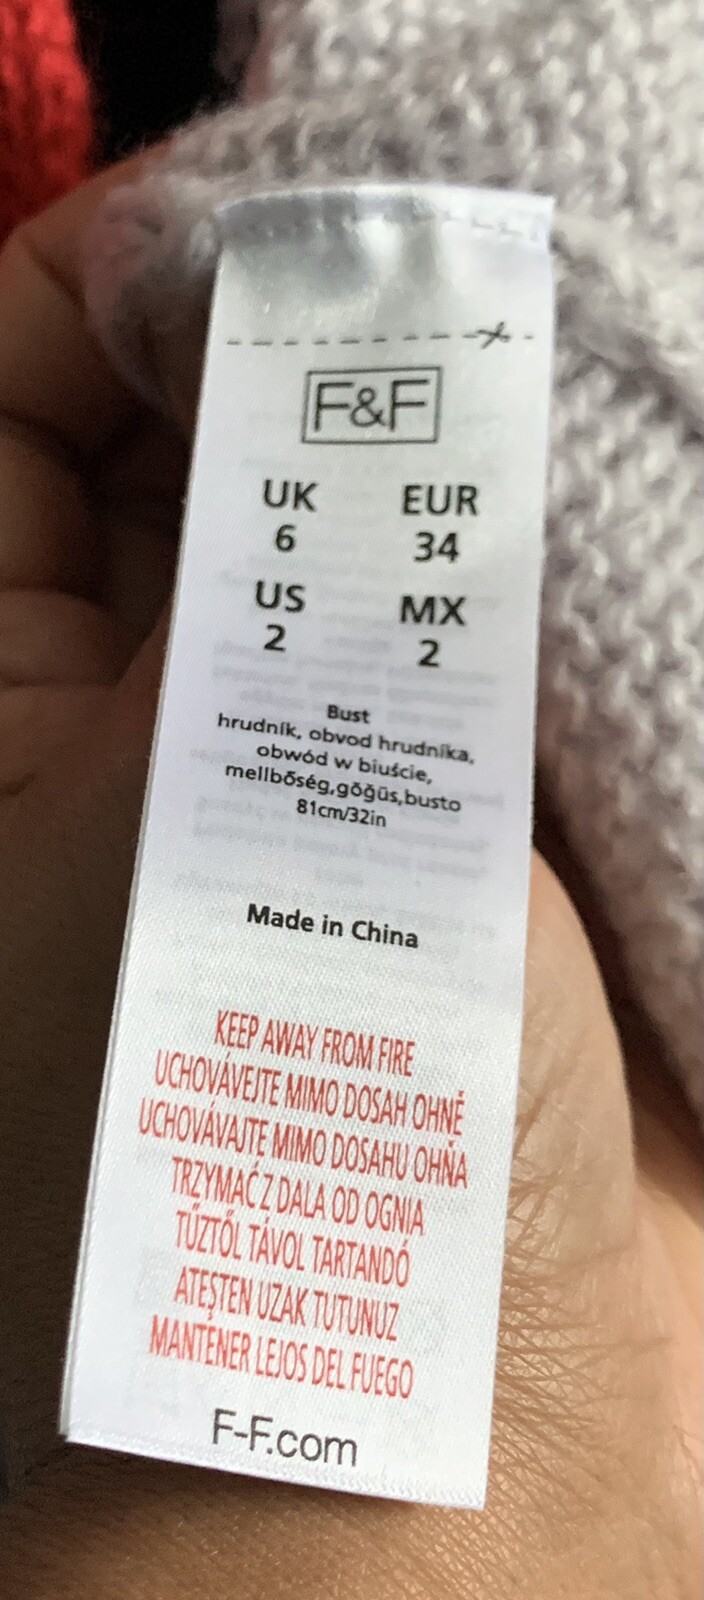 F&F
UK EUR
6 34
US MX
2 2
Bust
hrudník, obvod hrudníka,
obwód w biuście,
mellbőség,göğüs,busto
81cm/32in
Made in China
KEEP AWAY FROM FIRE
UCHOVÁVEJTE MIMO DOSAH OHNĚ
UCHOVÁVAJTE MIMO DOSAHU OHŇA
TRZYMAĆ Z DALA OD OGNIA
TŰZTŐL TÁVOL TARTANDÓ
ATEŞTEN UZAK TUTUNUZ
MANTENER LEJOS DEL FUEGO
F-F.com